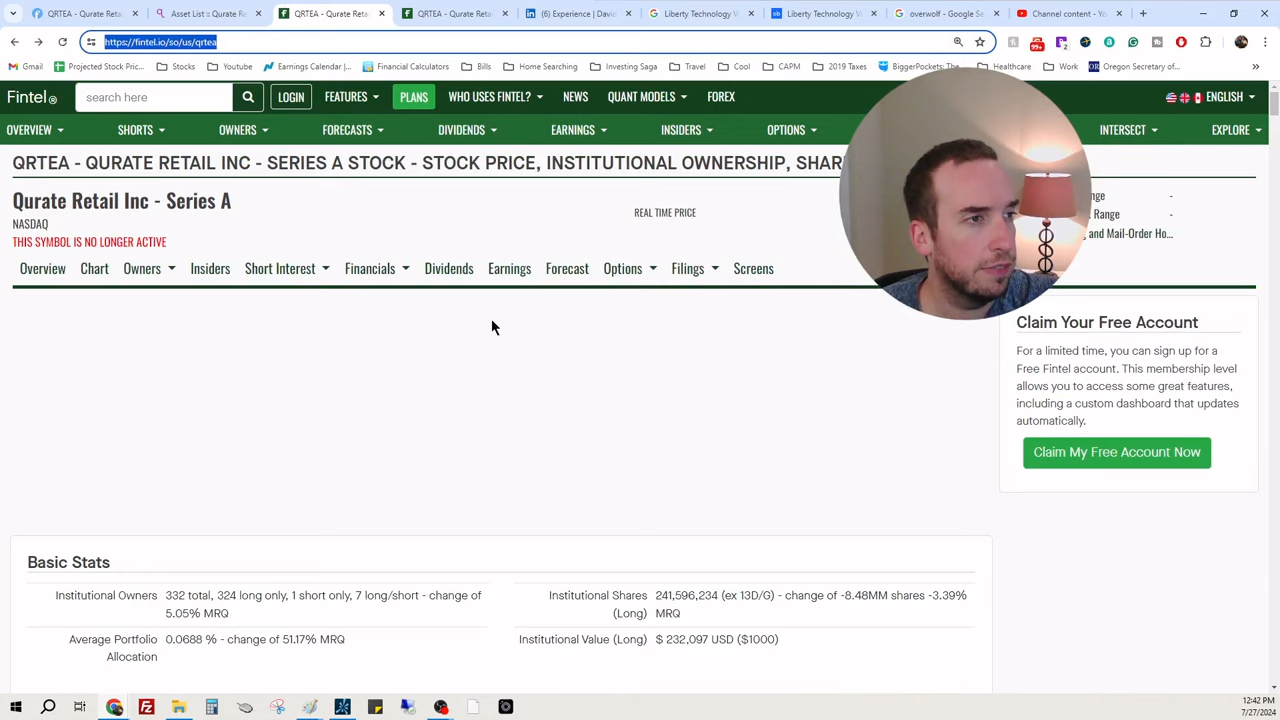 QRTEA - Qurate Reta
Asset List :: Qurate R
QRTEA - Qurate Reta
QRTEA - Qurate Reta
(6) Experience | David
Liberty Technology V
Liberty Technology V
overwolf - Google Se
Channel content - Yo
https://fintel.io/so/us/qrtea
Gmail
Projected Stock Pric...
Stocks
Youtube
Earnings Calendar |...
Financial Calculators
Bills
Home Searching
Investing Saga
Travel
Cool
CAPM
2019 Taxes
BiggerPockets: The...
Healthcare
Work
Oregon Secretary of...
Fintel
search here
LOGIN
FEATURES
PLANS
WHO USES FINTEL?
NEWS
QUANT MODELS
FOREX
ENGLISH
OVERVIEW
SHORTS
OWNERS
FORECASTS
DIVIDENDS
EARNINGS
INSIDERS
OPTIONS
INTERSECT
EXPLORE
QRTEA - QURATE RETAIL INC - SERIES A STOCK - STOCK PRICE, INSTITUTIONAL OWNERSHIP, SHAR
Qurate Retail Inc - Series A
NASDAQ
THIS SYMBOL IS NO LONGER ACTIVE
REAL TIME PRICE
nge -
Range -
and Mail-Order Ho...
Overview
Chart
Owners
Insiders
Short Interest
Financials
Dividends
Earnings
Forecast
Options
Filings
Screens
Claim Your Free Account
For a limited time, you can sign up for a
Free Fintel account. This membership level
allows you to access some great features,
including a custom dashboard that updates
automatically.
Claim My Free Account Now
Basic Stats
Institutional Owners 332 total, 324 long only, 1 short only, 7 long/short - change of
5.05% MRQ
Average Portfolio 0.0688 % - change of 51.17% MRQ
Allocation
Institutional Shares 241,596,234 (ex 13D/G) - change of -8.48MM shares -3.39%
(Long) MRQ
Institutional Value (Long) $ 232,097 USD ($1000)
12:42 PM
7/27/2024